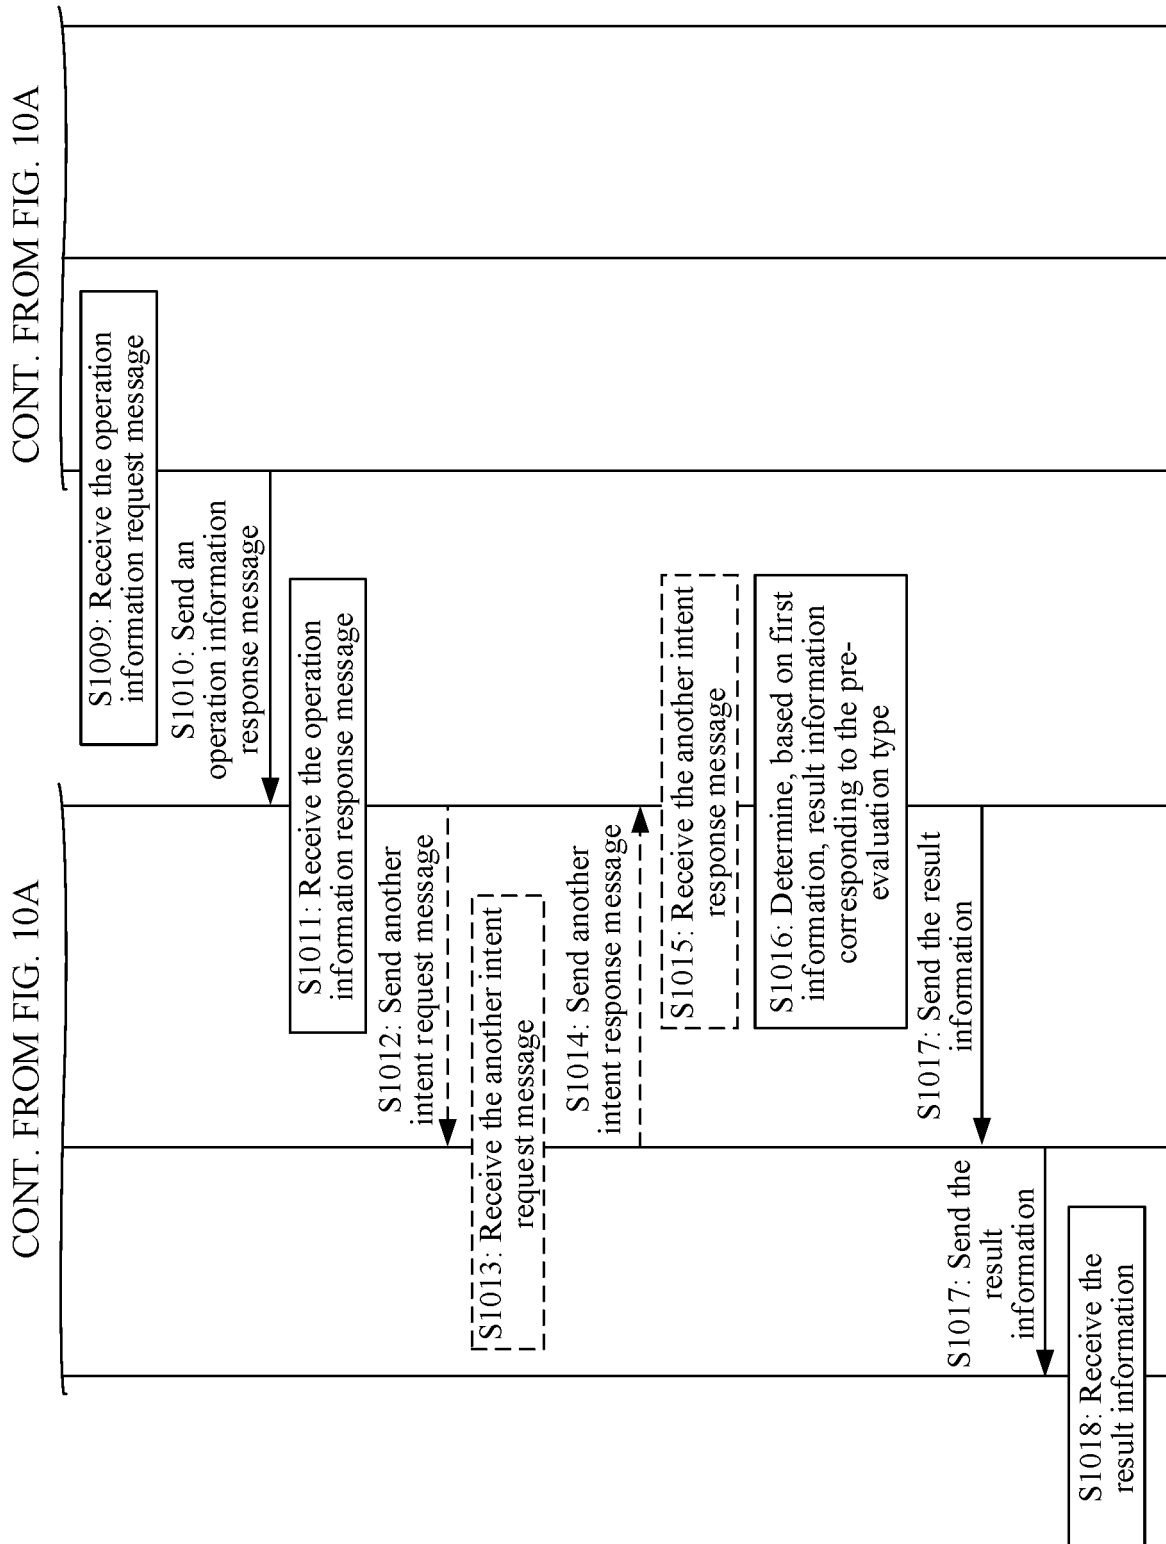 CONT. FROM FIG. 10A
CONT. FROM FIG. 10A
S1009: Receive the operation
information request message
S1010: Send an
operation information
response message
S1011: Receive the operation
information response message
S1012: Send another
intent request message
S1013: Receive the another intent
request message
S1014: Send another
intent response message
S1015: Receive the another intent
response message
S1016: Determine, based on first
information, result information
corresponding to the pre-
evaluation type
S1017: Send the result
information
S1017: Send the
result
information
S1018: Receive the
result information